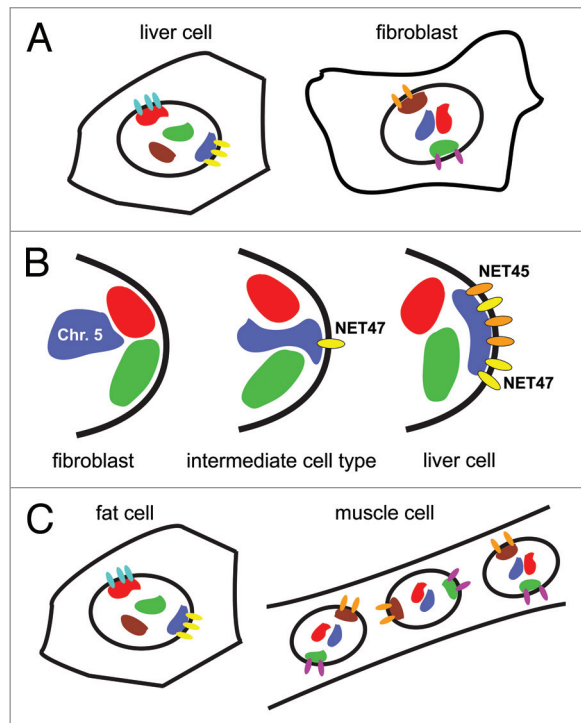 A
liver cell
fibroblast
B
Chr. 5
NET47
NET45
NET47
fibroblast
intermediate cell type
liver cell
C
fat cell
muscle cell